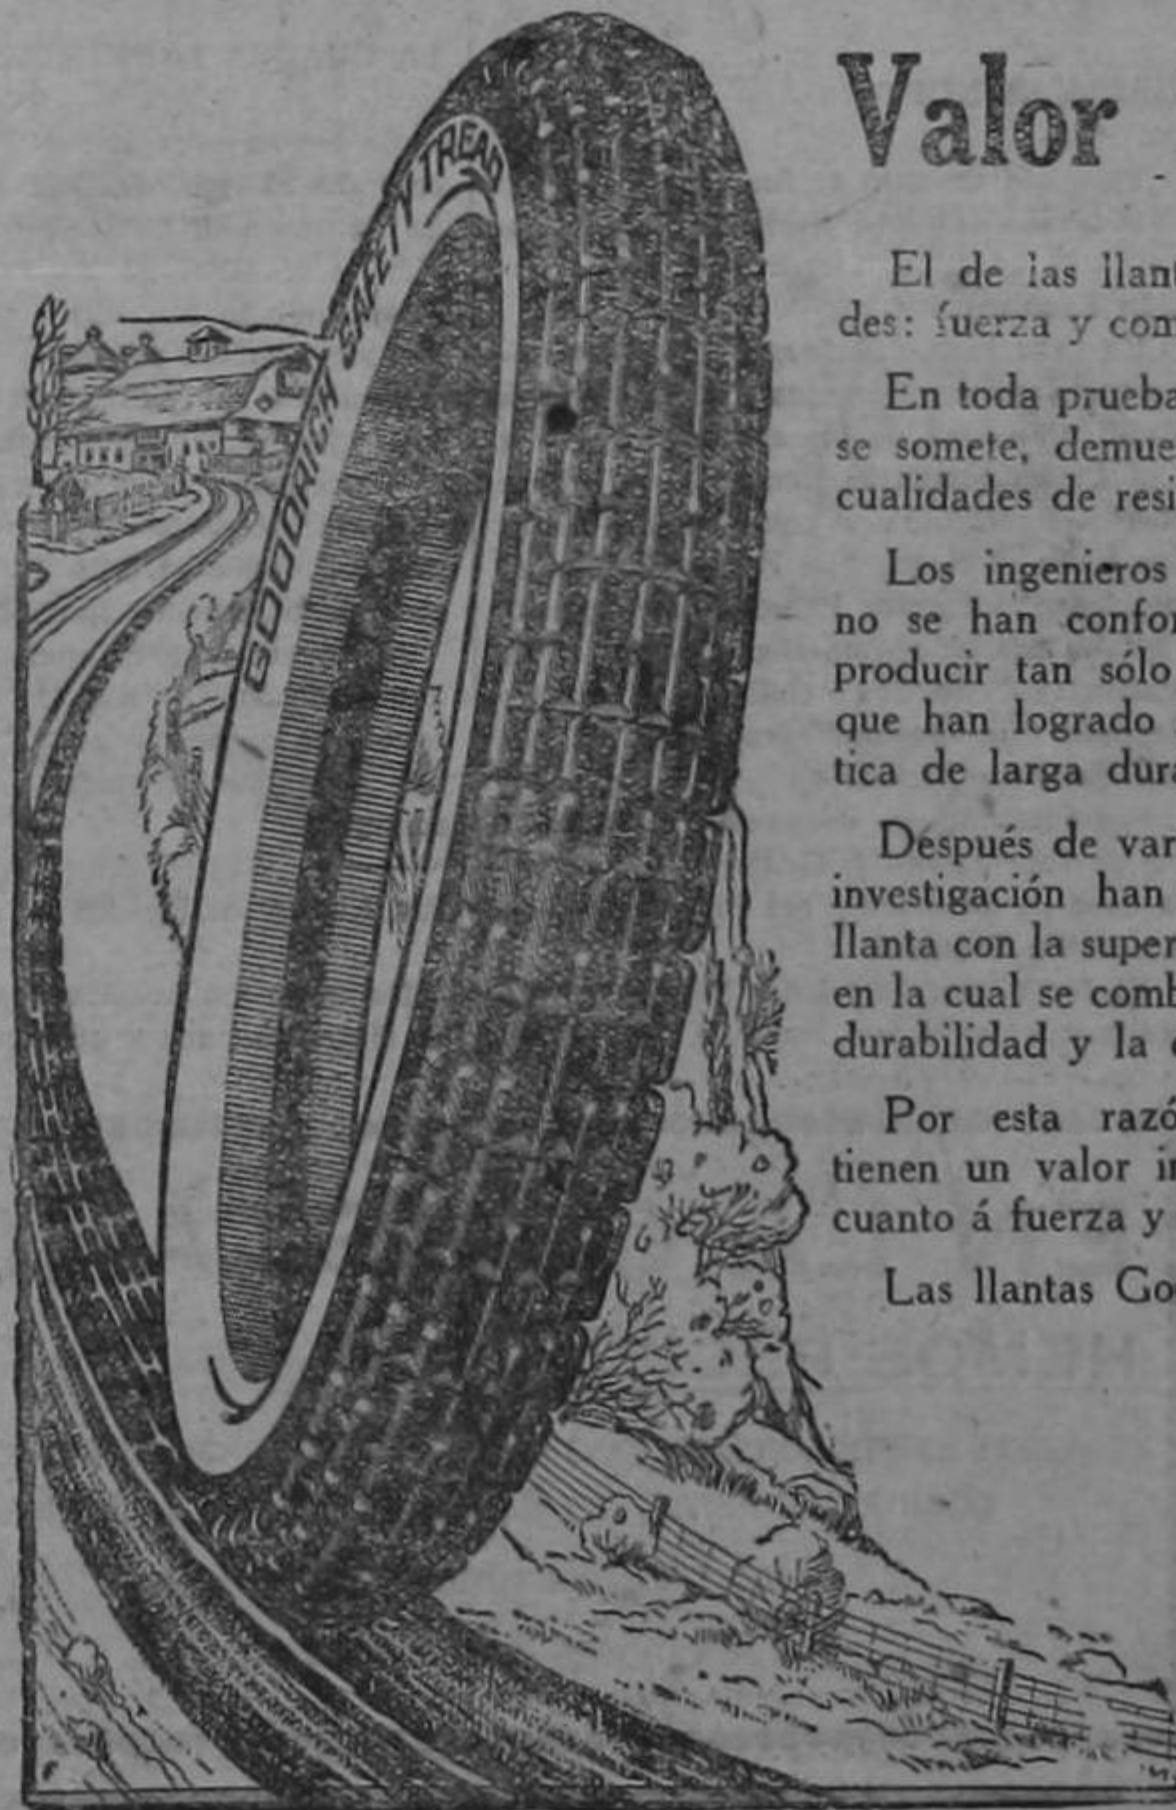 GOODRICH SAFETY TREAD
Valor
El de las llant
des: fuerza y com
En toda prueba
se somete, demue
cualidades de resi
Los ingenieros
no se han confor
producir tan sólo
que han logrado
tica de larga dura
Después de var
investigación han
llanta con la super
en la cual se comb
durabilidad y la
Por esta razó
tienen un valor i
cuanto á fuerza y
Las llantas Go